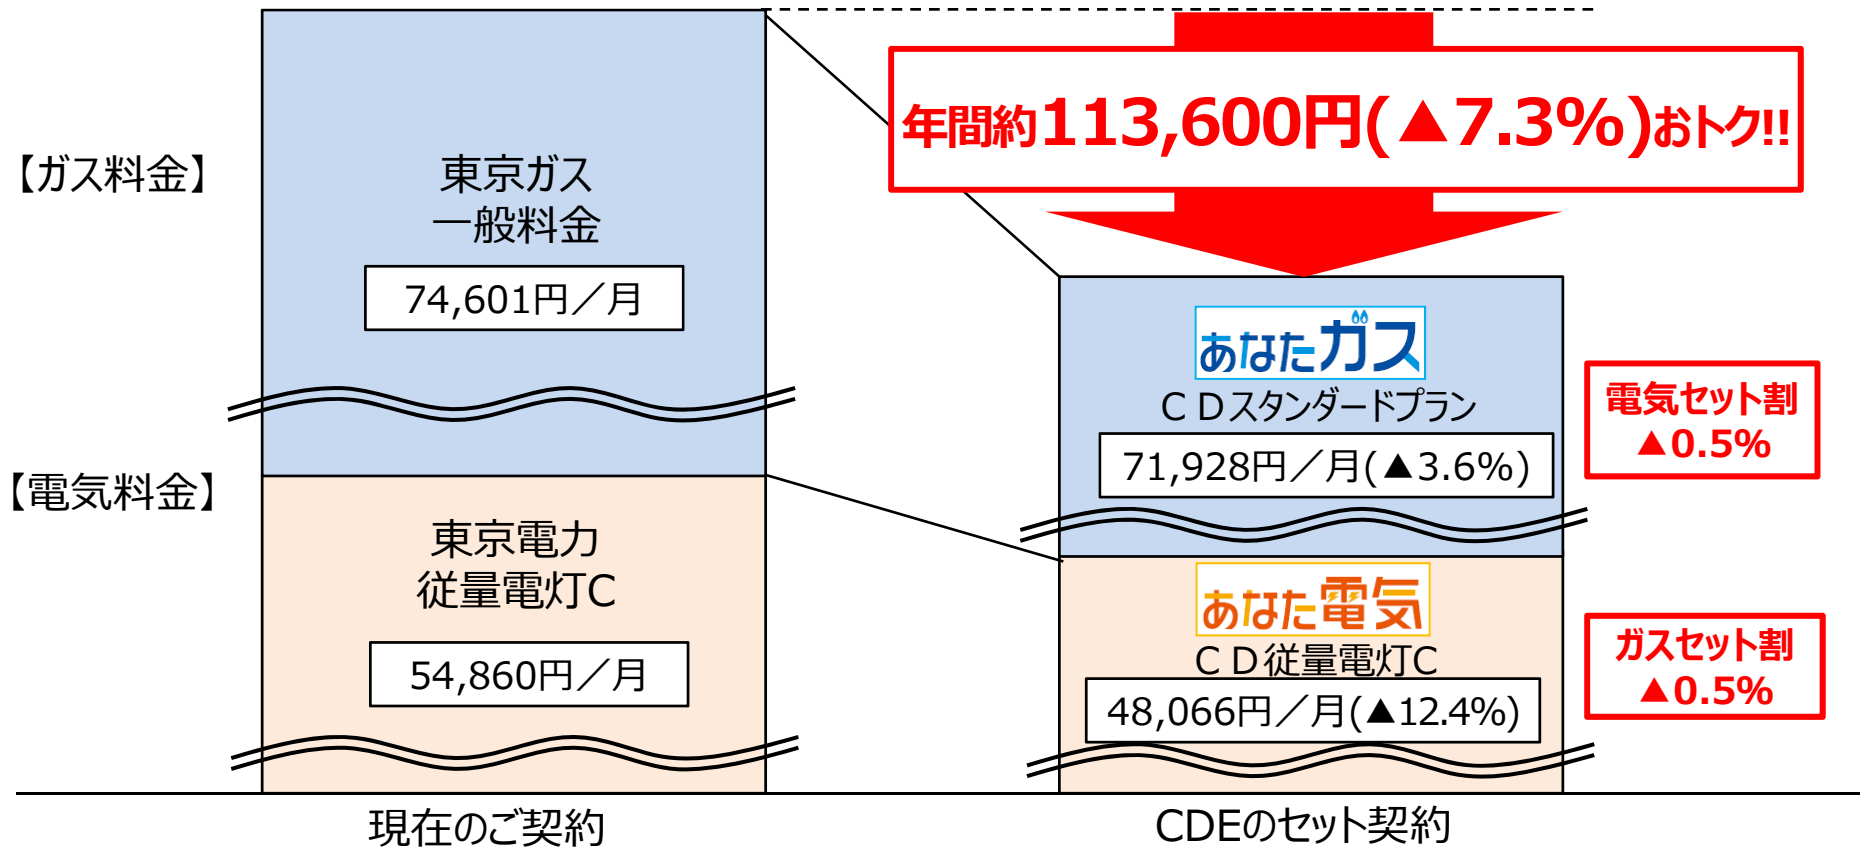 年間約113,600円(▲7.3%)おトク!!
【ガス料金】
東京ガス
一般料金
74,601円／月
あなたガス
ＣＤスタンダードプラン
71,928円／月(▲3.6%)
電気セット割
▲0.5%
【電気料金】
東京電力
従量電灯C
54,860円／月
あなた電気
ＣＤ従量電灯C
48,066円／月(▲12.4%)
ガスセット割
▲0.5%
現在のご契約
CDEのセット契約